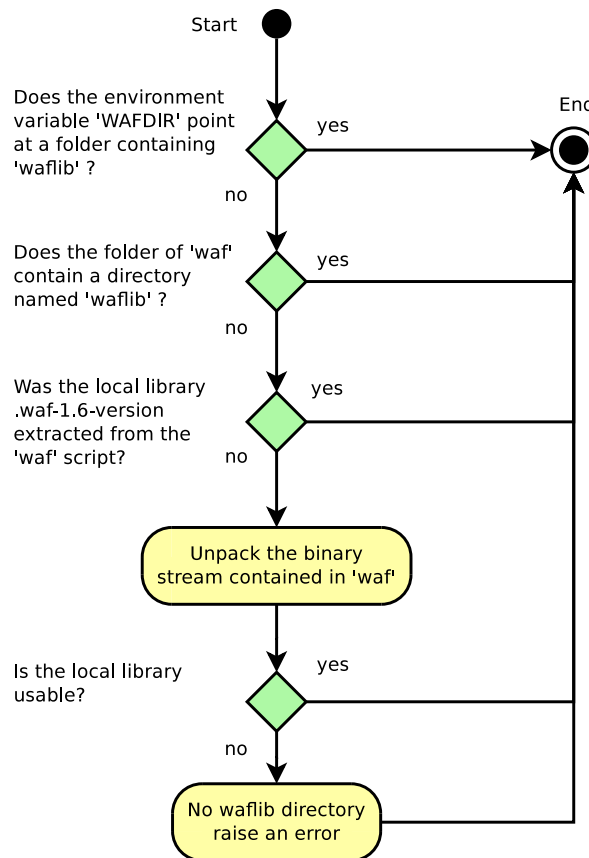 Start
Does the environment
variable 'WAFDIR' point
at a folder containing
'waflib' ?
yes
End
no
Does the folder of 'waf'
contain a directory
named 'waflib' ?
yes
no
Was the local library
.waf-1.6-version
extracted from the
'waf' script?
yes
no
Unpack the binary
stream contained in 'waf'
Is the local library
usable?
yes
no
No waflib directory
raise an error